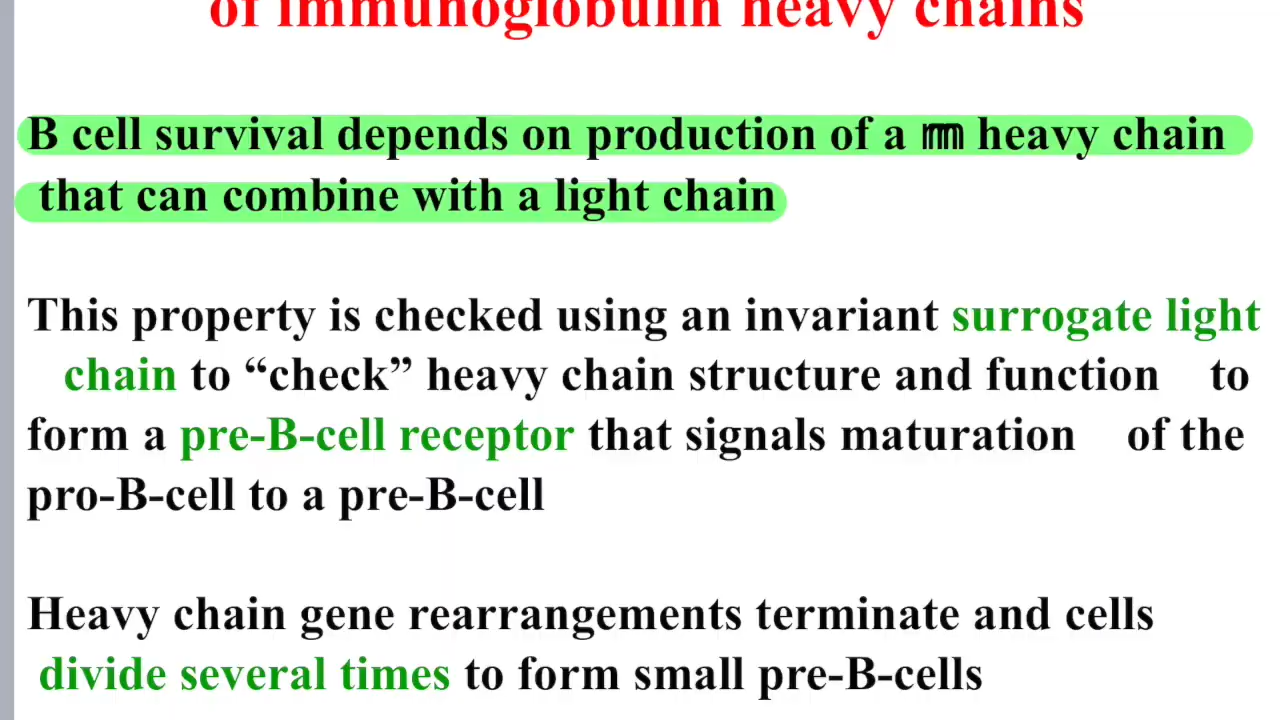 of immunoglobulin heavy chains
B cell survival depends on production of a heavy chain
that can combine with a light chain
This property is checked using an invariant surrogate light
chain to “check” heavy chain structure and function to
form a pre-B-cell receptor that signals maturation of the
pro-B-cell to a pre-B-cell
Heavy chain gene rearrangements terminate and cells
divide several times to form small pre-B-cells